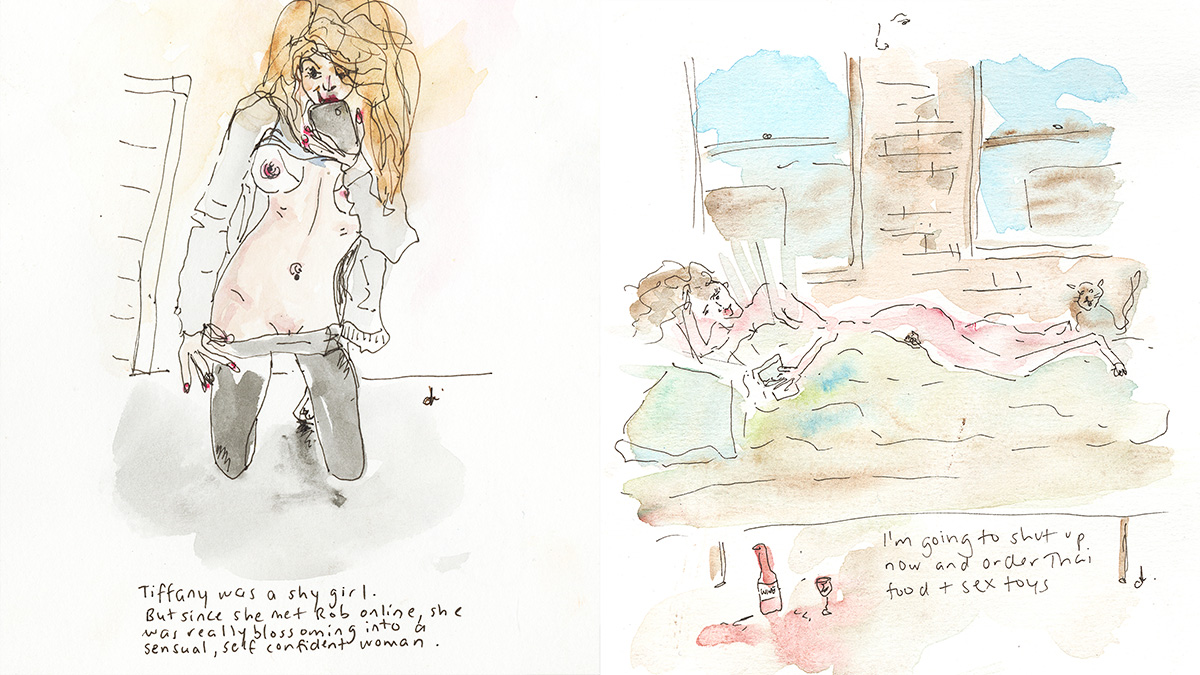 Tiffany was a shy girl.
But since she met Rob online, she
was really blossoming into a
sensual, self confident woman.
I'm going to shut up
now and order Thai
food + sex toys